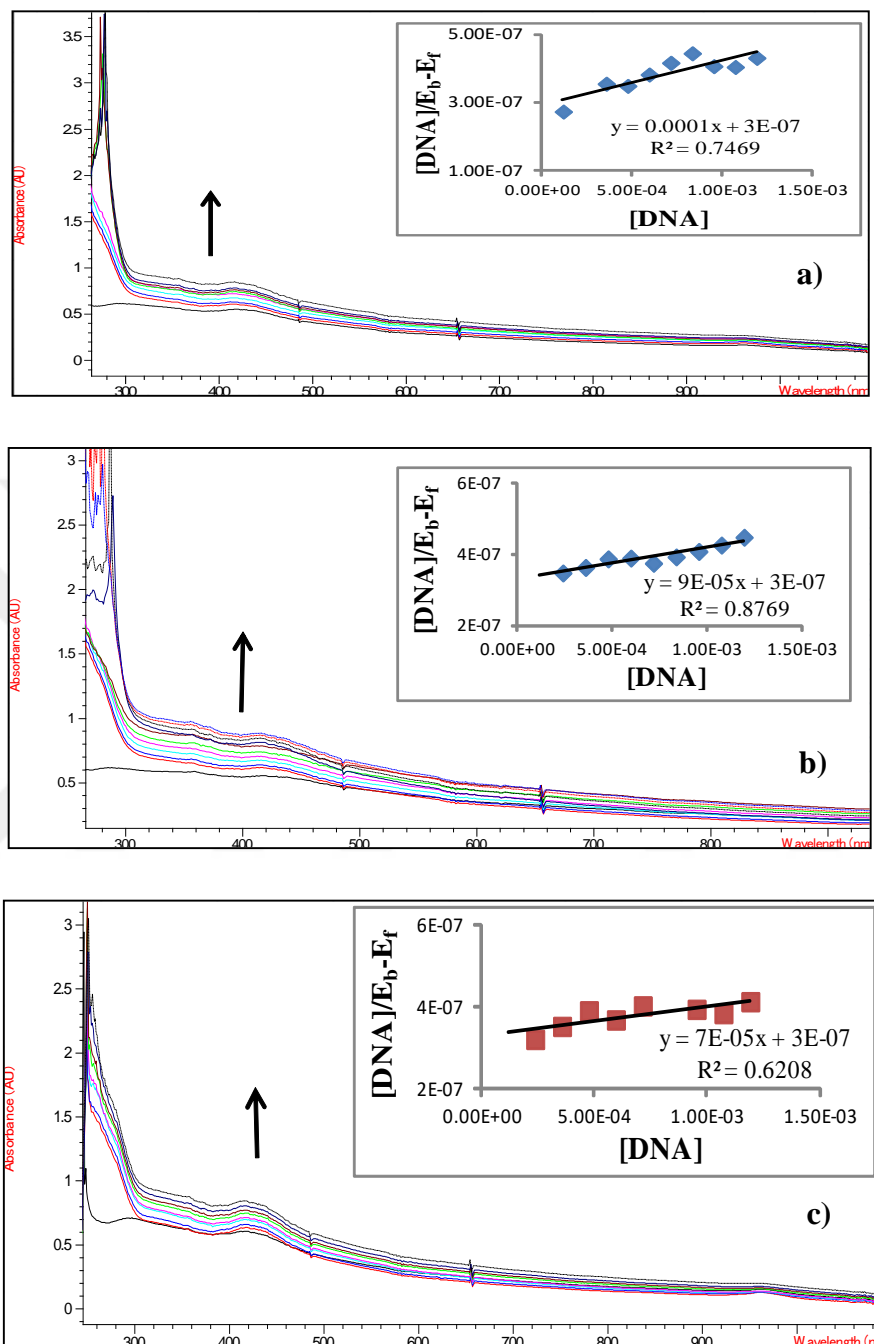 3.5
3
2.5
2
1.5
1
0.5
0
Absorbance (AU)
300 400 500 600 700 800 900
Wavelength (nm
5.00E-07
3.00E-07
1.00E-07
[DNA]/Eb-Ef
y = 0.0001x + 3E-07
R² = 0.7469
0.00E+00 5.00E-04 1.00E-03 1.50E-03
[DNA]
a)
3
2.5
2
1.5
1
0.5
Absorbance (AU)
300 400 500 600 700 800
Wavelength (nm
6E-07
4E-07
2E-07
[DNA]/Eb-Ef
y = 9E-05x + 3E-07
R² = 0.8769
0.00E+00 5.00E-04 1.00E-03 1.50E-03
[DNA]
b)
3
2.5
2
1.5
1
0.5
0
Absorbance (AU)
300 400 500 600 700 800 900
Wavelength (n
6E-07
4E-07
2E-07
[DNA]/Eb-Ef
y = 7E-05x + 3E-07
R² = 0.6208
0.00E+00 5.00E-04 1.00E-03 1.50E-03
[DNA]
c)